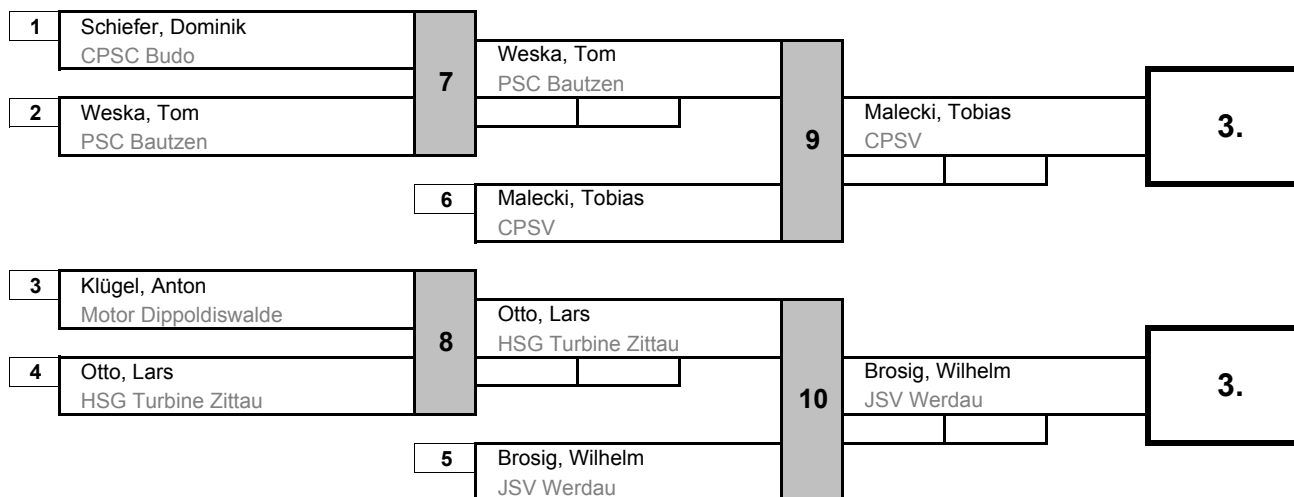 1 Schiefer, Dominik
CPSC Budo
7
Weska, Tom
PSC Bautzen
2 Weska, Tom
PSC Bautzen
9
Malecki, Tobias
CPSV
3.
6 Malecki, Tobias
CPSV
3 Klügel, Anton
Motor Dippoldiswalde
8
Otto, Lars
HSG Turbine Zittau
4 Otto, Lars
HSG Turbine Zittau
10
Brosig, Wilhelm
JSV Werdau
3.
5 Brosig, Wilhelm
JSV Werdau